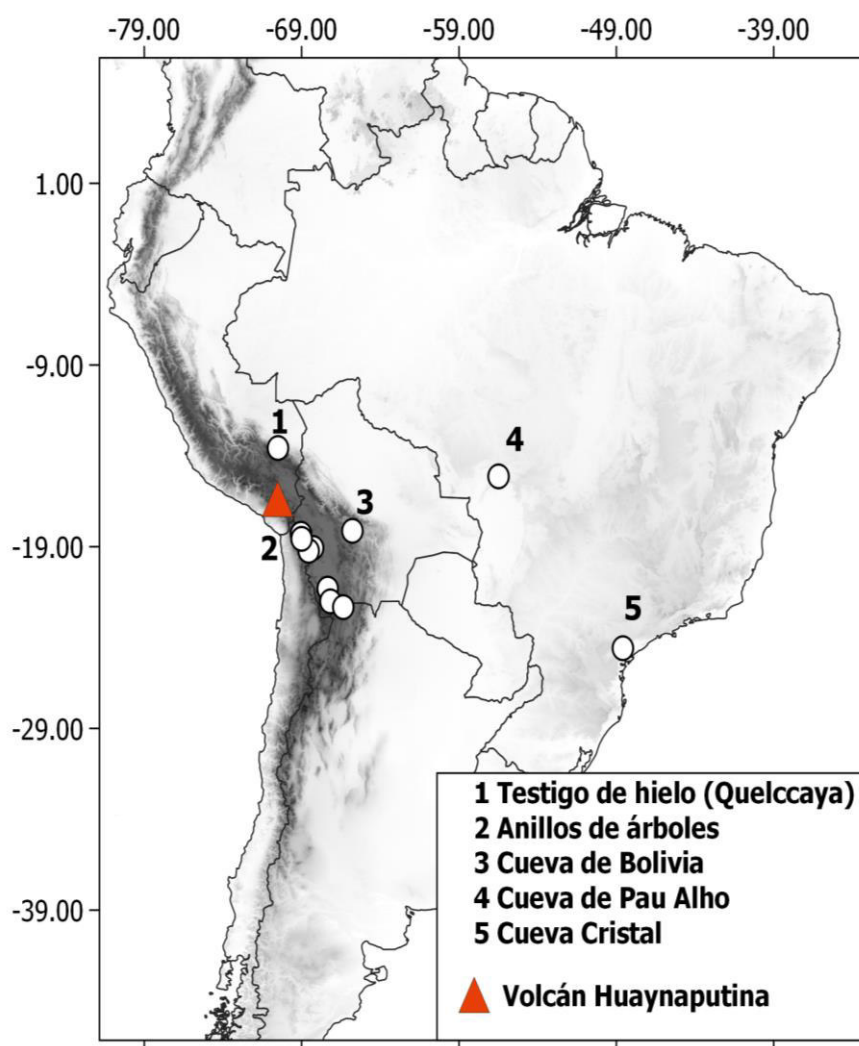 -79.00 -69.00 -59.00 -49.00 -39.00
1.00
-9.00
1
4
3
2
-19.00
5
-29.00
1 Testigo de hielo (Quelccaya)
2 Anillos de árboles
3 Cueva de Bolivia
-39.00
4 Cueva de Pau Alho
5 Cueva Cristal
Volcán Huaynaputina